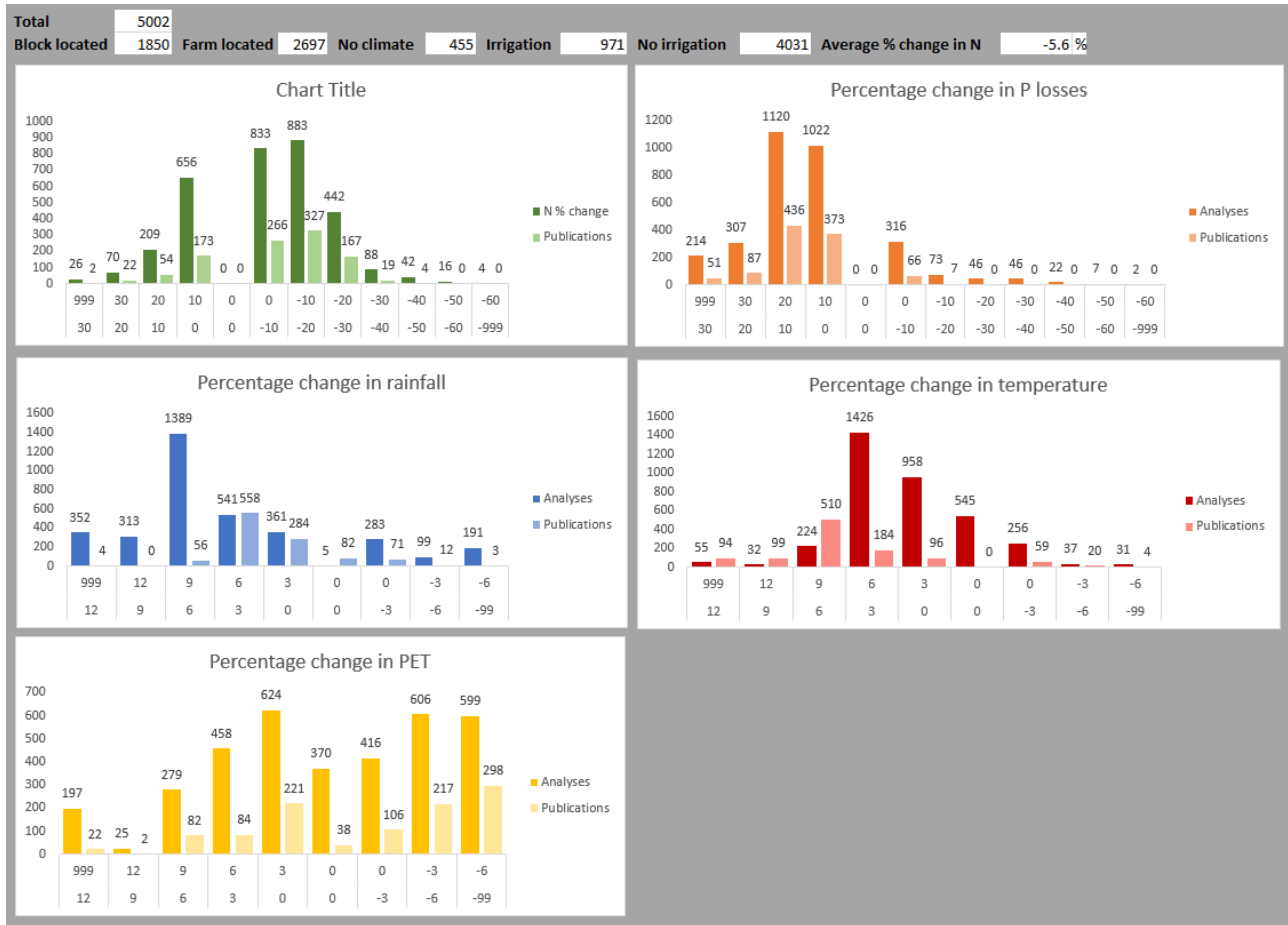 Total 5002
Block located 1850 Farm located 2697 No climate 455 Irrigation 971 No irrigation 4031 Average % change in N -5.6 %
Chart Title
1000
900
800
700
600
500
400
300
200
100
0
26 2 70 22 209 54 656 173 0 0 833 266 883 327 442 167 88 19 42 4 16 0 4 0
999 30 20 10 0 0 -10 -20 -30 -40 -50 -60
30 20 10 0 0 -10 -20 -30 -40 -50 -60 -999
N % change
Publications
Percentage change in P losses
1200
1000
800
600
400
200
0
214 51 307 87 1120 436 1022 373 0 0 316 66 73 7 46 0 46 0 22 0 7 0 2 0
999 30 20 10 0 0 -10 -20 -30 -40 -50 -60
30 20 10 0 0 -10 -20 -30 -40 -50 -60 -999
Analyses
Publications
Percentage change in rainfall
1600
1400
1200
1000
800
600
400
200
0
352 4 313 0 1389 56 541 558 361 284 5 82 283 71 99 12 191 3
999 12 9 6 3 0 0 -3 -6
12 9 6 3 0 0 -3 -6 -99
Analyses
Publications
Percentage change in temperature
1600
1400
1200
1000
800
600
400
200
0
55 94 32 99 224 510 1426 184 958 96 545 0 256 59 37 20 31 4
999 12 9 6 3 0 0 -3 -6
12 9 6 3 0 0 -3 -6 -99
Analyses
Publications
Percentage change in PET
700
600
500
400
300
200
100
0
197 22 25 2 279 82 458 84 624 221 370 38 416 106 606 217 599 298
999 12 9 6 3 0 0 -3 -6
12 9 6 3 0 0 -3 -6 -99
Analyses
Publications